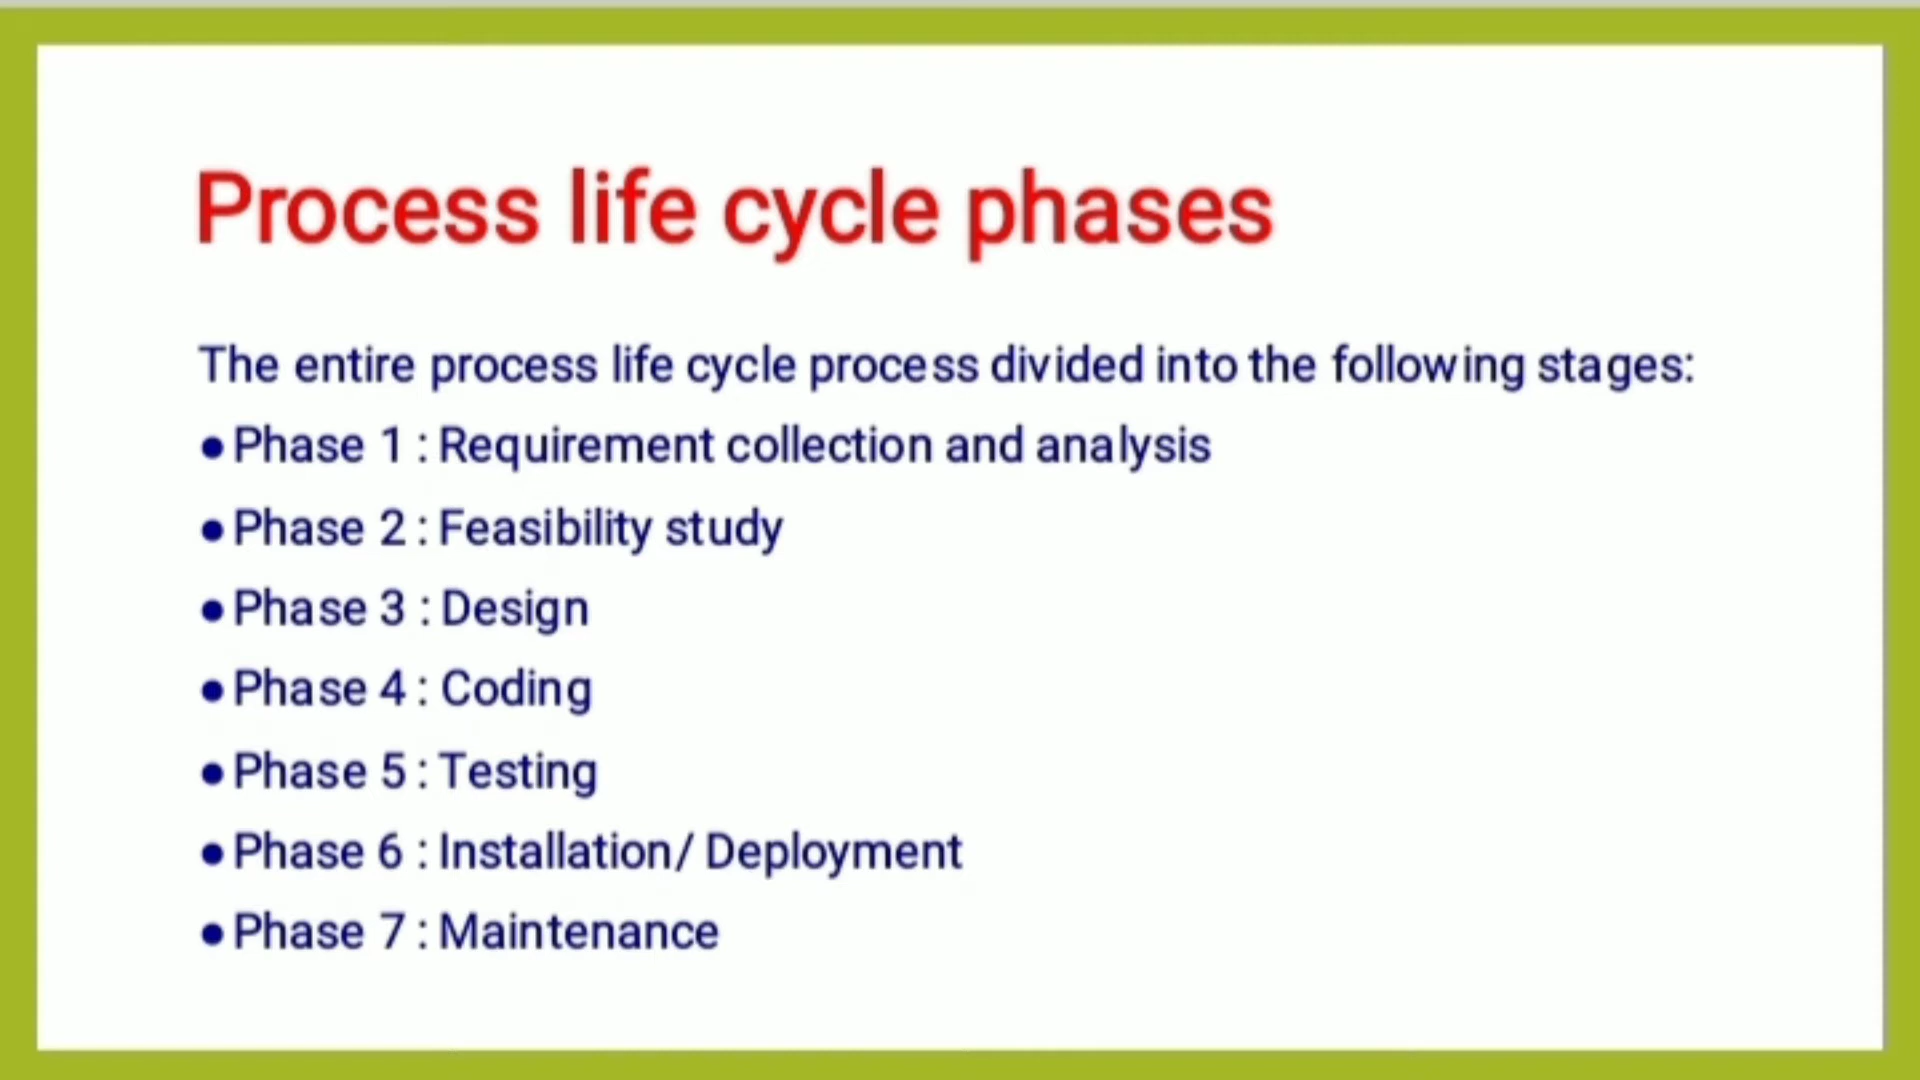 Process life cycle phases
The entire process life cycle process divided into the following stages:
● Phase 1 : Requirement collection and analysis
● Phase 2 : Feasibility study
● Phase 3 : Design
● Phase 4 : Coding
● Phase 5 : Testing
● Phase 6 : Installation/ Deployment
● Phase 7 : Maintenance